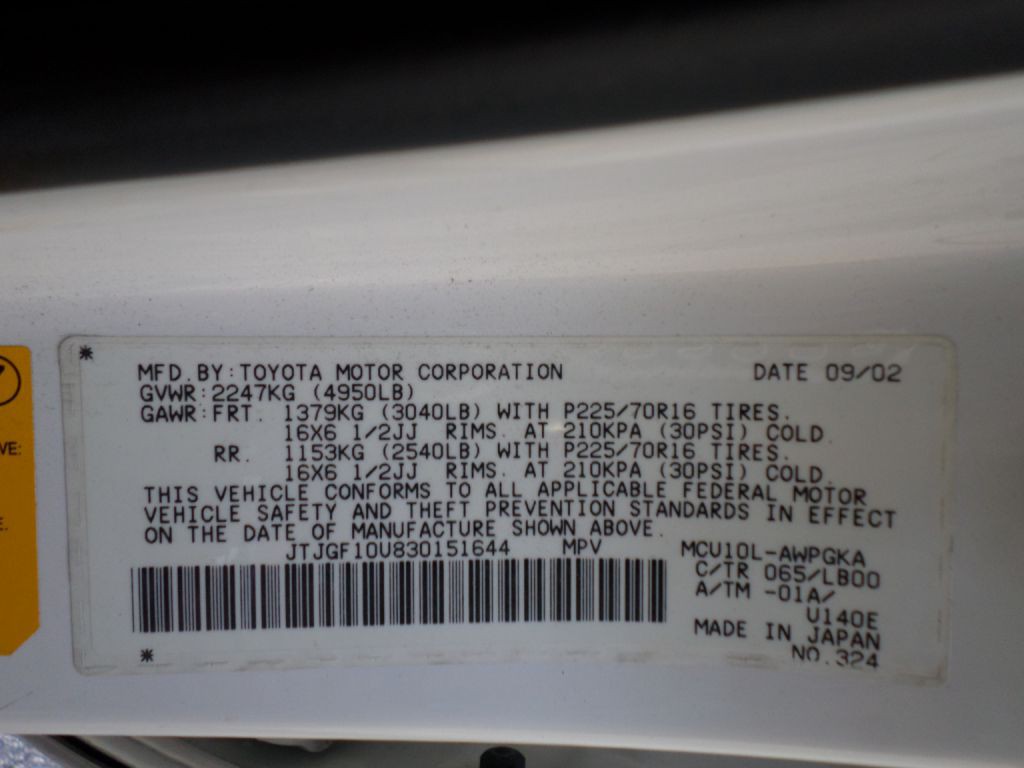 MFD. BY: TOYOTA MOTOR CORPORATION DATE 09/02
GVWR: 2247KG (4950LB)
GAWR: FRT. 1379KG (3040LB) WITH P225/70R16 TIRES.
16X6 1/2JJ RIMS. AT 210KPA (30PSI) COLD.
RR. 1153KG (2540LB) WITH P225/70R16 TIRES.
16X6 1/2JJ RIMS. AT 210KPA (30PSI) COLD.
THIS VEHICLE CONFORMS TO ALL APPLICABLE FEDERAL MOTOR
VEHICLE SAFETY AND THEFT PREVENTION STANDARDS IN EFFECT
ON THE DATE OF MANUFACTURE SHOWN ABOVE.
JTJGF10U830151644 MPV MCU10L-AWPGKA
C/TR 065/LB00
A/TM -01A/
U140E
MADE IN JAPAN
NO. 324
VE:
E.